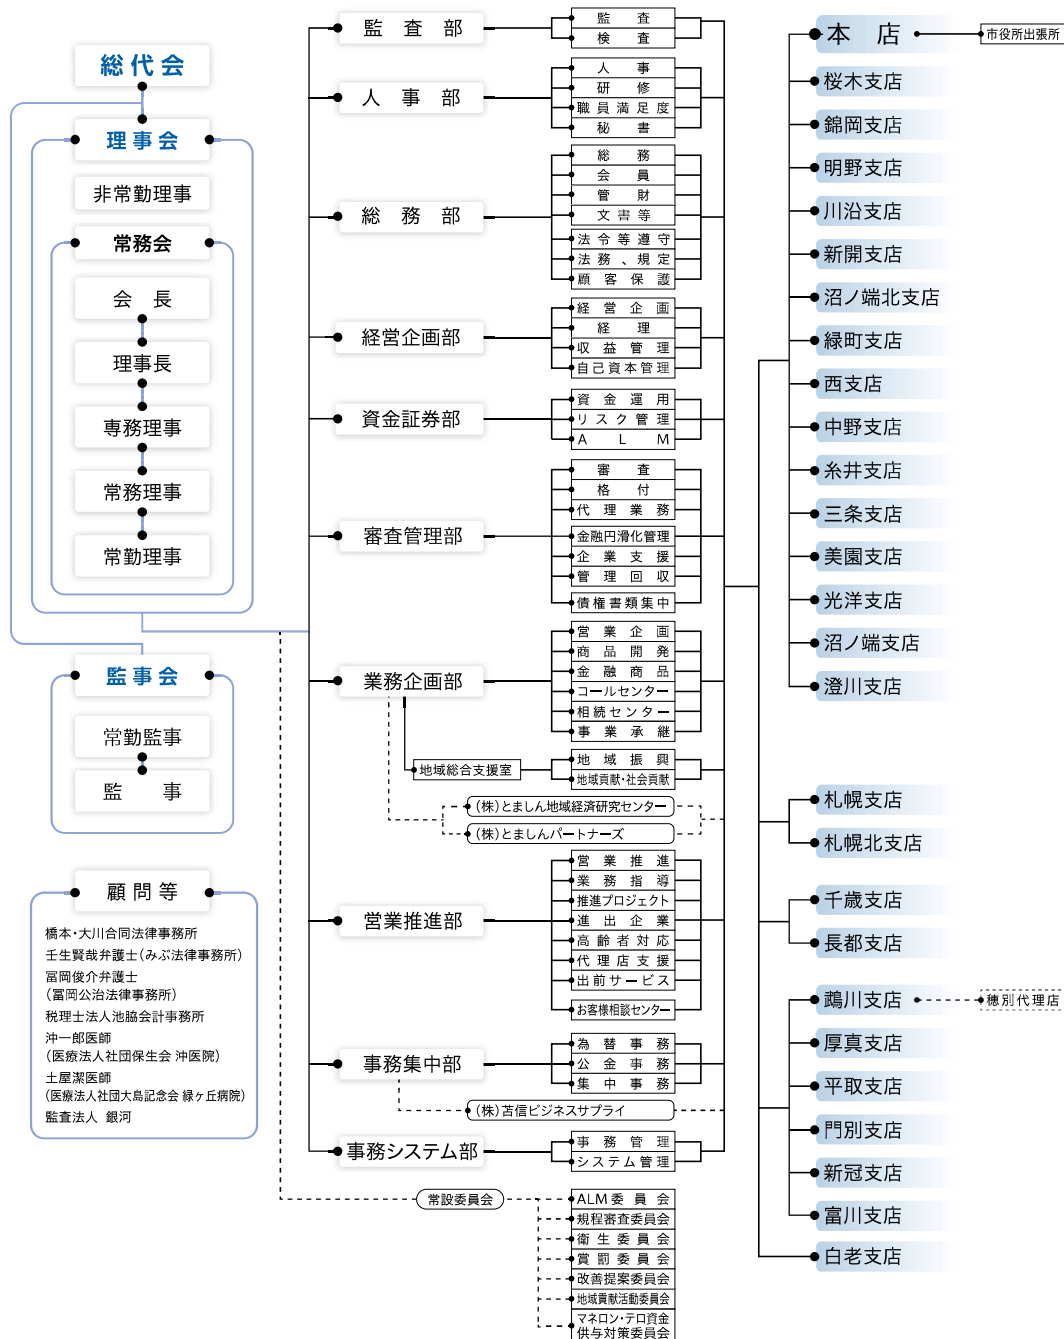 総代会
理事会
非常勤理事
常務会
会長
理事長
専務理事
常務理事
常勤理事
監事会
常勤監事
監事
顧問等
橋本・大川合同法律事務所
壬生賢哉弁護士(みぶ法律事務所)
冨岡俊介弁護士
(富岡公治法律事務所)
税理士法人池脇会計事務所
沖一郎医師
(医療法人社団保生会 沖医院)
土屋潔医師
(医療法人社団大島記念会 緑ヶ丘病院)
監査法人 銀河
監査部
監査
検査
人事部
人事
研修
職員満足度
秘書
総務部
総務
会員
管財
文書等
法令等遵守
法務、規定
顧客保護
経営企画部
経営企画
経理
収益管理
自己資本管理
資金証券部
資金運用
リスク管理
ALM
審査管理部
審査
格付
代理業務
金融円滑化管理
企業支援
管理回収
債権書類集中
業務企画部
営業企画
商品開発
金融商品
コールセンター
相続センター
事業承継
地域総合支援室
地域振興
地域貢献・社会貢献
(株)とましん地域経済研究センター
(株)とましんパートナーズ
営業推進部
営業推進
業務指導
推進プロジェクト
進出企業
高齢者対応
代理店支援
出前サービス
お客様相談センター
事務集中部
為替事務
公金事務
集中事務
(株)苫信ビジネスサプライ
事務システム部
事務管理
システム管理
常設委員会
ALM委員会
規程審査委員会
衛生委員会
賞罰委員会
改善提案委員会
地域貢献活動委員会
マネロン・テロ資金
供与対策委員会
本店
市役所出張所
桜木支店
錦岡支店
明野支店
川沿支店
新開支店
沼ノ端北支店
緑町支店
西支店
中野支店
糸井支店
三条支店
美園支店
光洋支店
沼ノ端支店
澄川支店
札幌支店
札幌北支店
千歳支店
長都支店
鵡川支店
穂別代理店
厚真支店
平取支店
門別支店
新冠支店
富川支店
白老支店